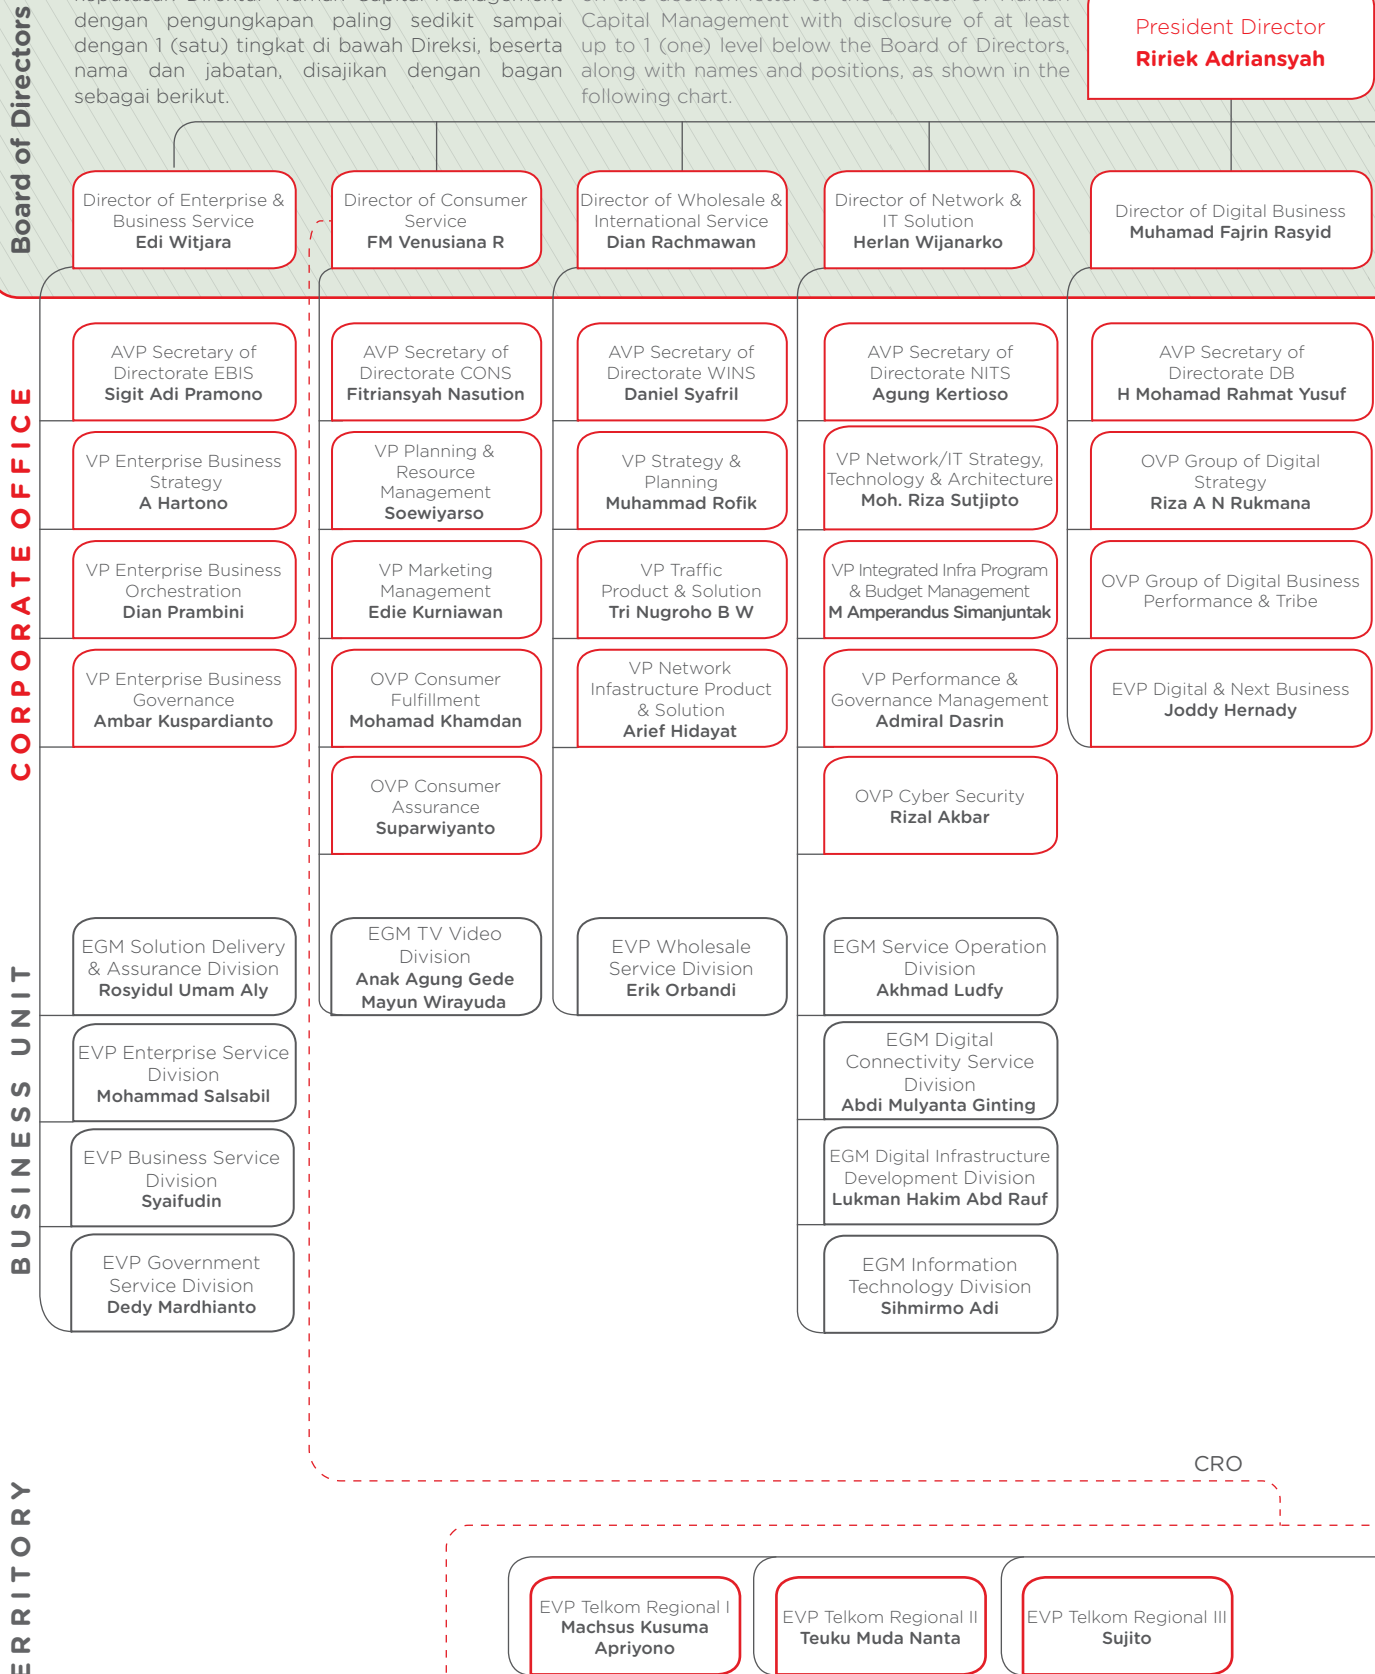 dengan pengungkapan paling sedikit sampai
dengan 1 (satu) tingkat di bawah Direksi, beserta
nama dan jabatan, disajikan dengan bagan
sebagai berikut.
Capital Management with disclosure of at least
up to 1 (one) level below the Board of Directors,
along with names and positions, as shown in the
following chart.
President Director
Ririek Adriansyah
Board of Directors
Director of Enterprise &
Business Service
Edi Witjara
Director of Consumer
Service
FM Venusiana R
Director of Wholesale &
International Service
Dian Rachmawan
Director of Network &
IT Solution
Herlan Wijanarko
Director of Digital Business
Muhamad Fajrin Rasyid
CORPORATE OFFICE
AVP Secretary of
Directorate EBIS
Sigit Adi Pramono
VP Enterprise Business
Strategy
A Hartono
VP Enterprise Business
Orchestration
Dian Prambini
VP Enterprise Business
Governance
Ambar Kuspardianto
AVP Secretary of
Directorate CONS
Fitriansyah Nasution
VP Planning &
Resource
Management
Soewiyarso
VP Marketing
Management
Edie Kurniawan
OVP Consumer
Fulfillment
Mohamad Khamdan
OVP Consumer
Assurance
Suparwiyanto
AVP Secretary of
Directorate WINS
Daniel Syafril
VP Strategy &
Planning
Muhammad Rofik
VP Traffic
Product & Solution
Tri Nugroho B W
VP Network
Infastructure Product
& Solution
Arief Hidayat
AVP Secretary of
Directorate NITS
Agung Kertioso
VP Network/IT Strategy,
Technology & Architecture
Moh. Riza Sutjipto
VP Integrated Infra Program
& Budget Management
M Amperandus Simanjuntak
VP Performance &
Governance Management
Admiral Dasrin
OVP Cyber Security
Rizal Akbar
AVP Secretary of
Directorate DB
H Mohamad Rahmat Yusuf
OVP Group of Digital
Strategy
Riza A N Rukmana
OVP Group of Digital Business
Performance & Tribe
EVP Digital & Next Business
Joddy Hernady
BUSINESS UNIT
EGM Solution Delivery
& Assurance Division
Rosyidul Umam Aly
EVP Enterprise Service
Division
Mohammad Salsabil
EVP Business Service
Division
Syaifudin
EVP Government
Service Division
Dedy Mardhianto
EGM TV Video
Division
Anak Agung Gede
Mayun Wirayuda
EVP Wholesale
Service Division
Erik Orbandi
EGM Service Operation
Division
Akhmad Ludfy
EGM Digital
Connectivity Service
Division
Abdi Mulyanta Ginting
EGM Digital Infrastructure
Development Division
Lukman Hakim Abd Rauf
EGM Information
Technology Division
Sihmirmo Adi
CRO
EVP Telkom Regional I
Machsus Kusuma
Apriyono
EVP Telkom Regional II
Teuku Muda Nanta
EVP Telkom Regional III
Sujito